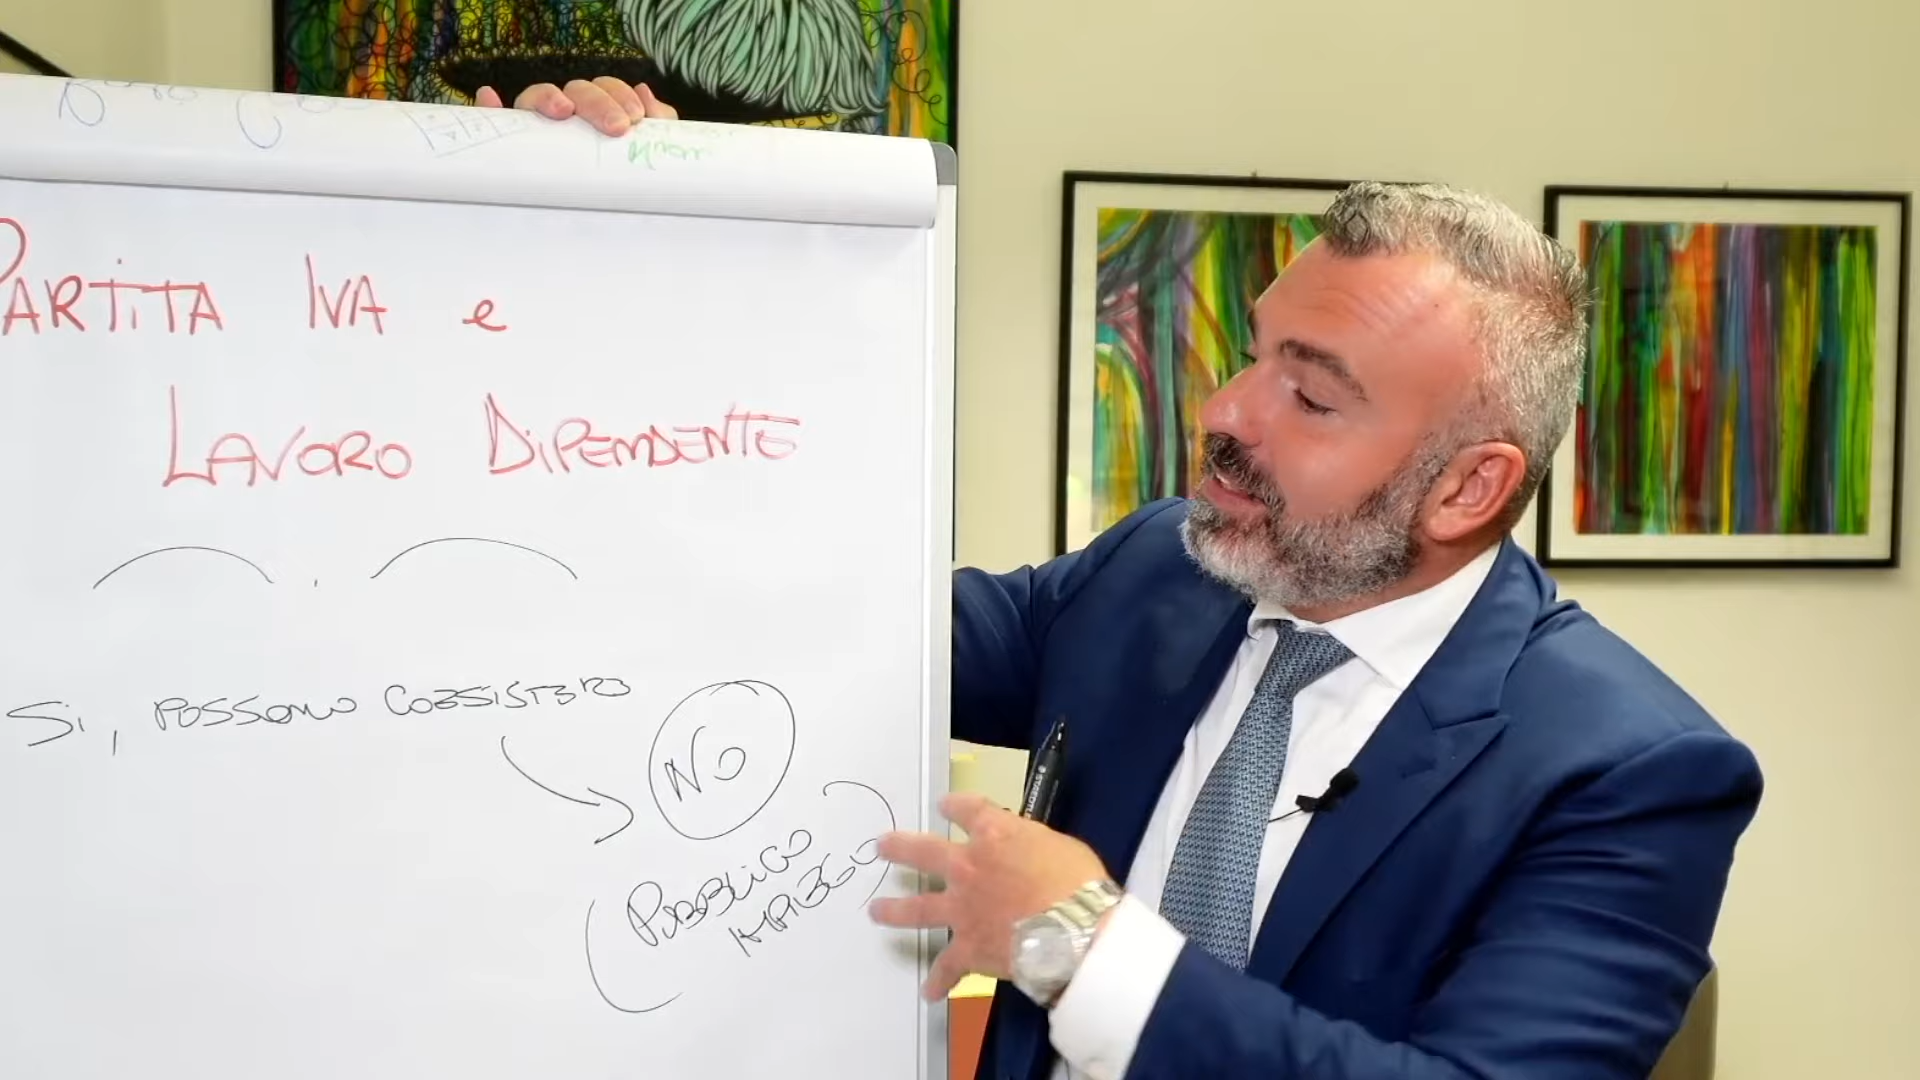 PARTITA IVA e
LAVORO DIPENDENTE
Si, POSSONO COESISTERE
NO
(PUBBLICO
IMPIEGO)